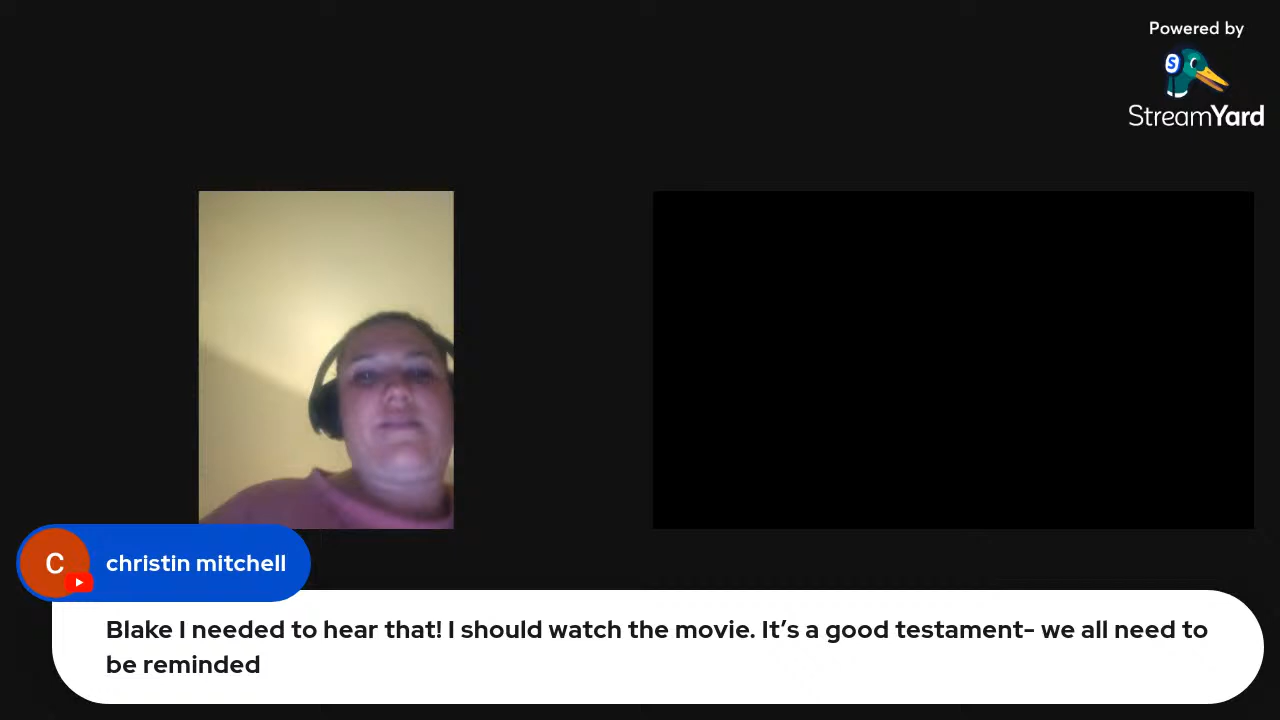 Powered by
S
StreamYard
C
christin mitchell
Blake I needed to hear that! I should watch the movie. It’s a good testament- we all need to
be reminded